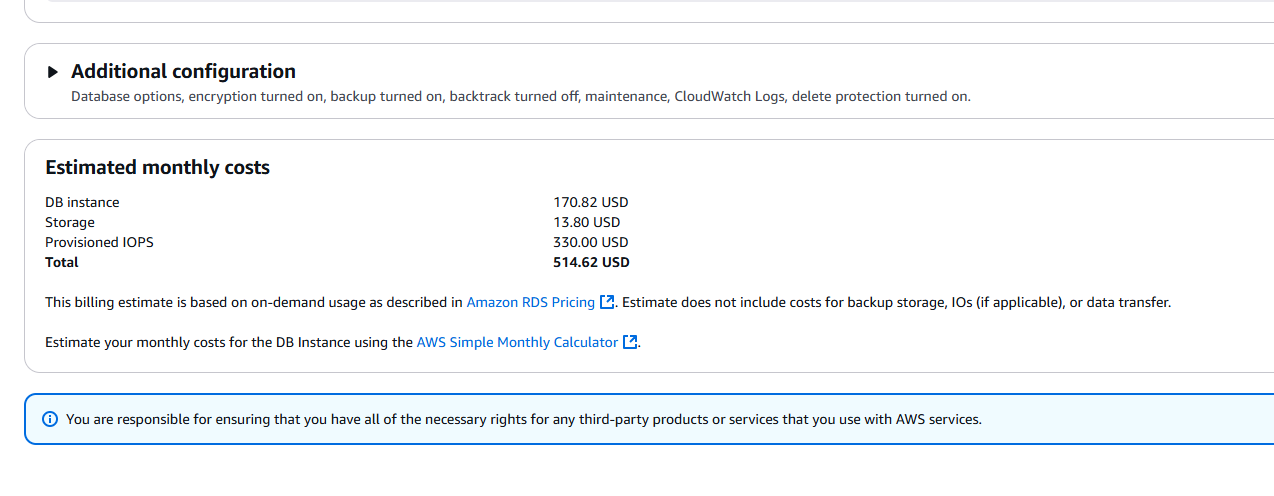 Additional configuration
Database options, encryption turned on, backup turned on, backtrack turned off, maintenance, CloudWatch Logs, delete protection turned on.
Estimated monthly costs
DB instance 170.82 USD
Storage 13.80 USD
Provisioned IOPS 330.00 USD
Total 514.62 USD
This billing estimate is based on on-demand usage as described in Amazon RDS Pricing. Estimate does not include costs for backup storage, IOs (if applicable), or data transfer.
Estimate your monthly costs for the DB Instance using the AWS Simple Monthly Calculator.
You are responsible for ensuring that you have all of the necessary rights for any third-party products or services that you use with AWS services.